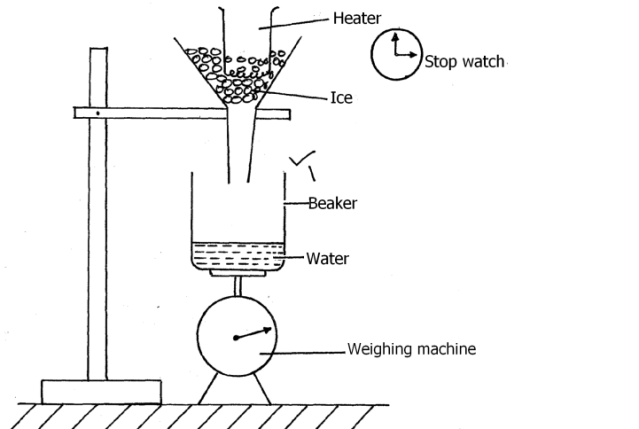 Heater
Stop watch
Ice
Beaker
Water
Weighing machine